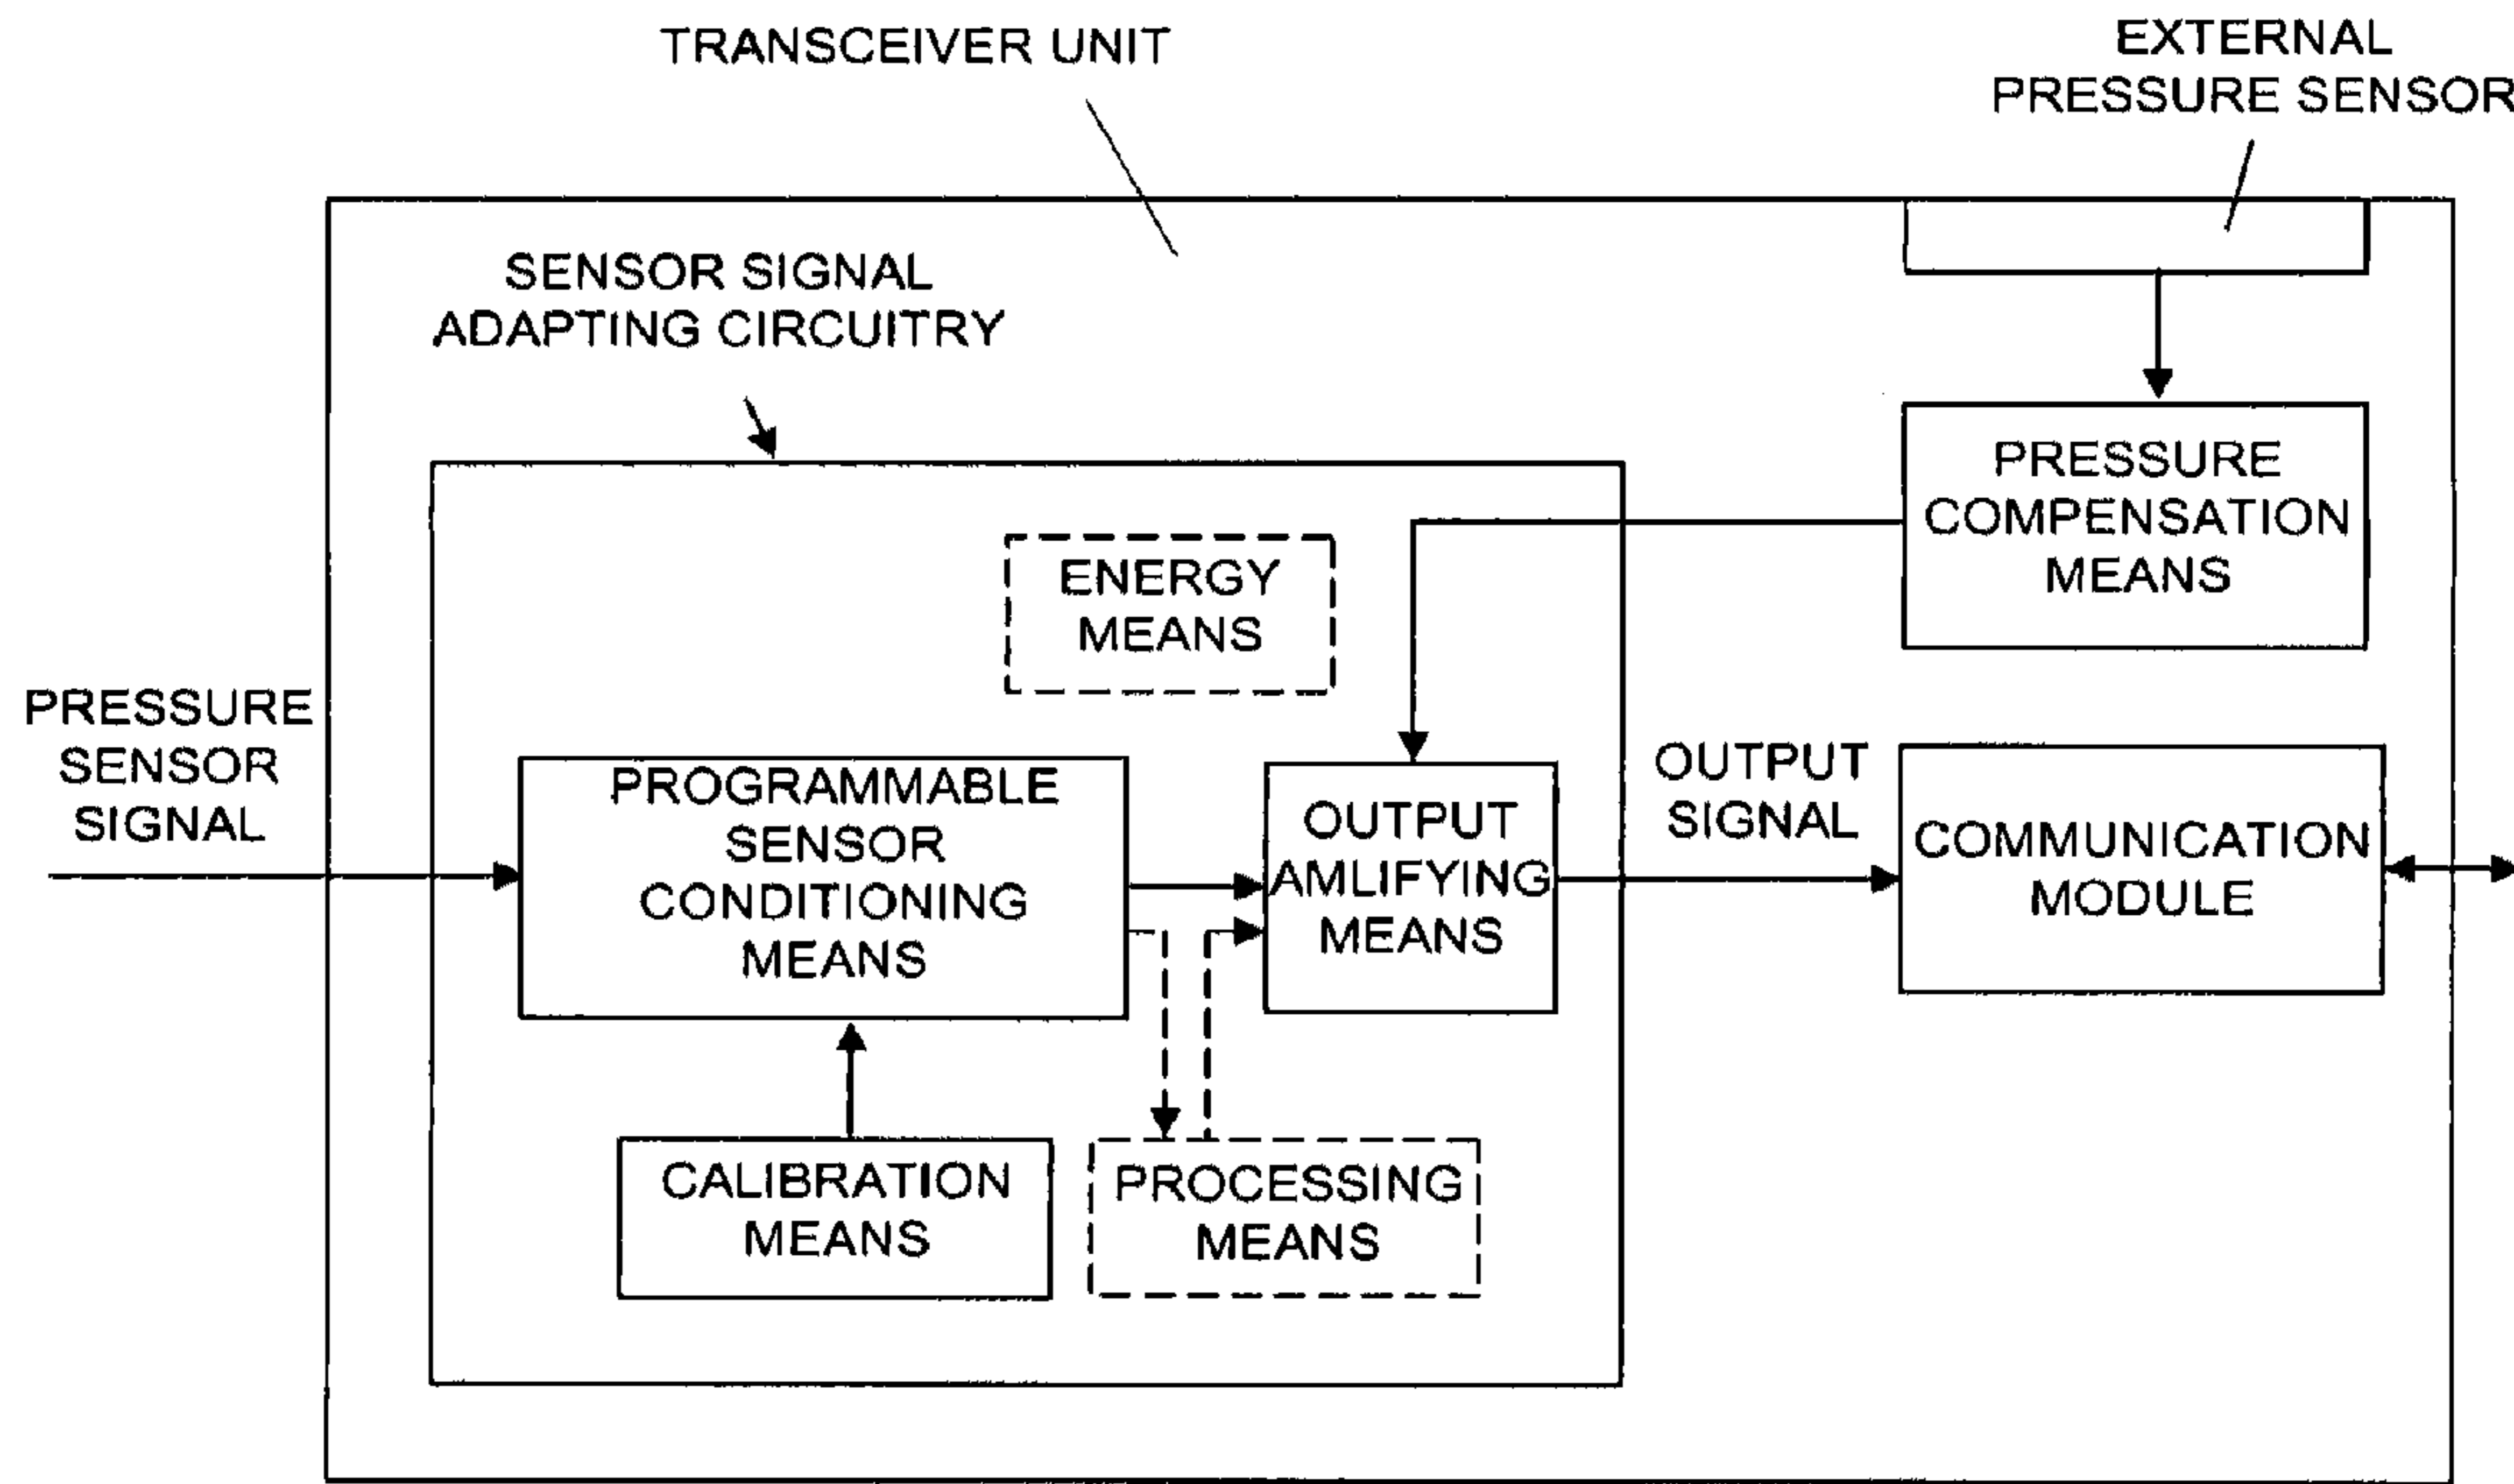 TRANSCEIVER UNIT
EXTERNAL
PRESSURE SENSOR
SENSOR SIGNAL
ADAPTING CIRCUITRY
PRESSURE
COMPENSATION
MEANS
ENERGY
MEANS
PRESSURE
SENSOR
SIGNAL
PROGRAMMABLE
SENSOR
CONDITIONING
MEANS
OUTPUT
AMLIFYING
MEANS
OUTPUT
SIGNAL
COMMUNICATION
MODULE
CALIBRATION
MEANS
PROCESSING
MEANS